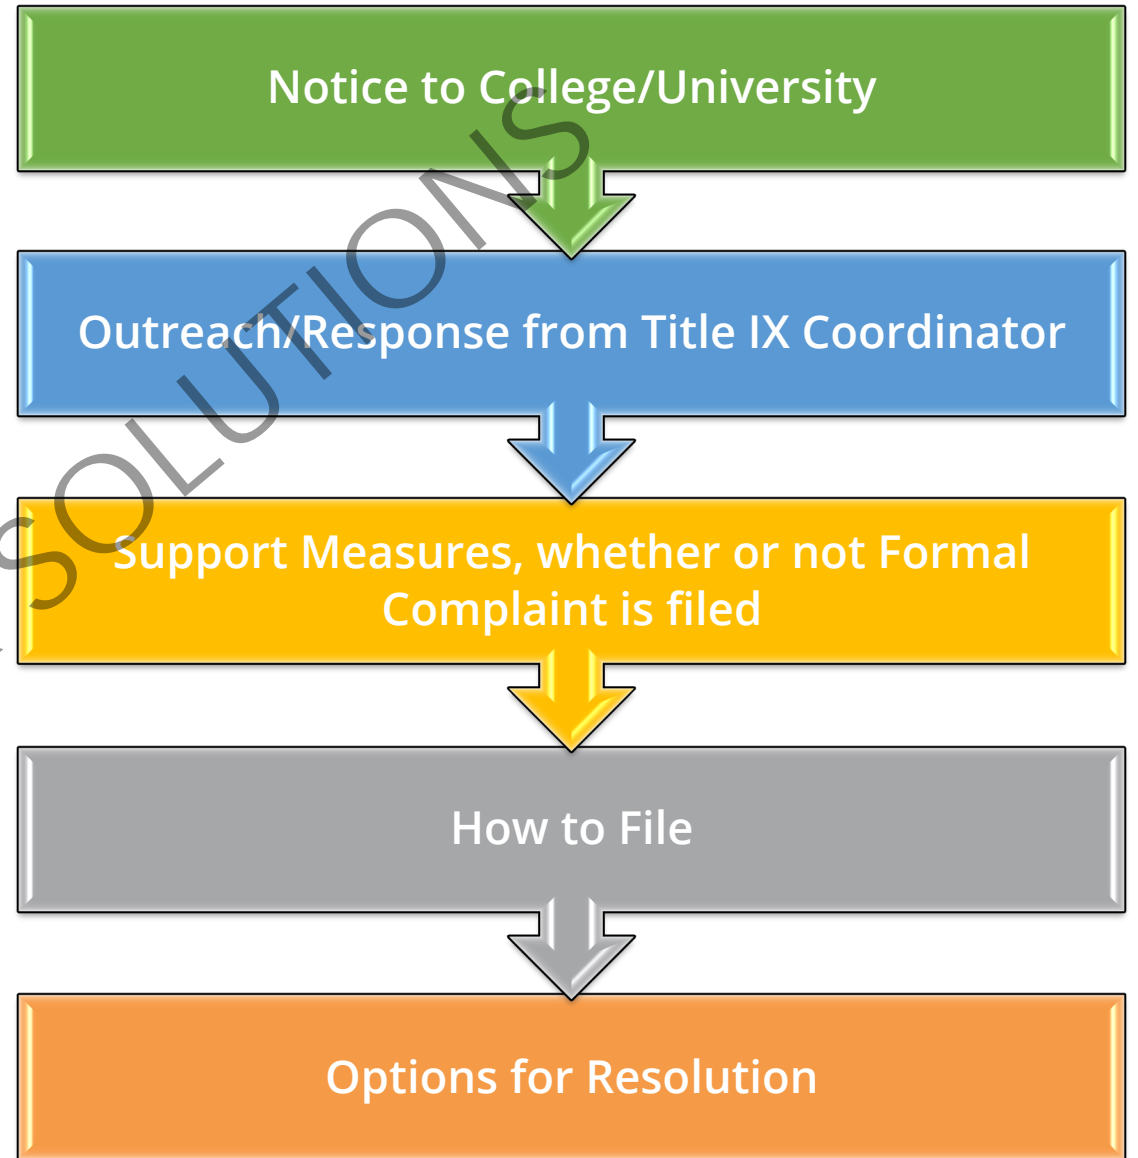 Notice to College/University
Outreach/Response from Title IX Coordinator
Support Measures, whether or not Formal
Complaint is filed
How to File
Options for Resolution
SOLUTIONS